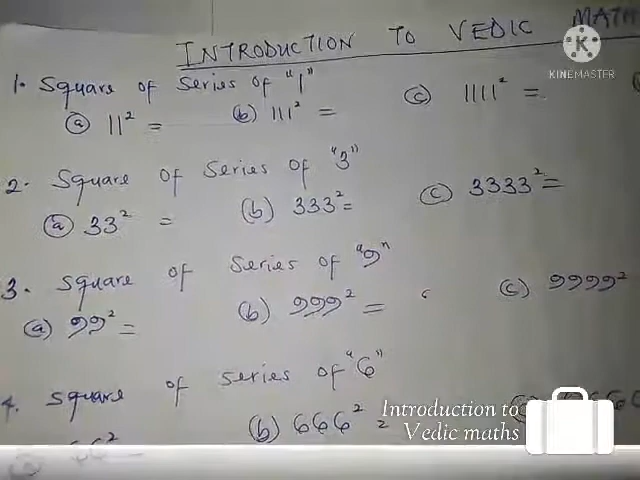 INTRODUCTION TO VEDIC MATH
KINEMASTER
1. Square of Series of "1"
(a) 11² = (b) 111² = (c) 1111² =
2. Square of Series of "3"
(a) 33² = (b) 333² = (c) 3333² =
3. Square of Series of "9"
(a) 99² = (b) 999² = (c) 9999²
4. Square of Series of "6"
66² (b) 666² =
Introduction to
Vedic maths